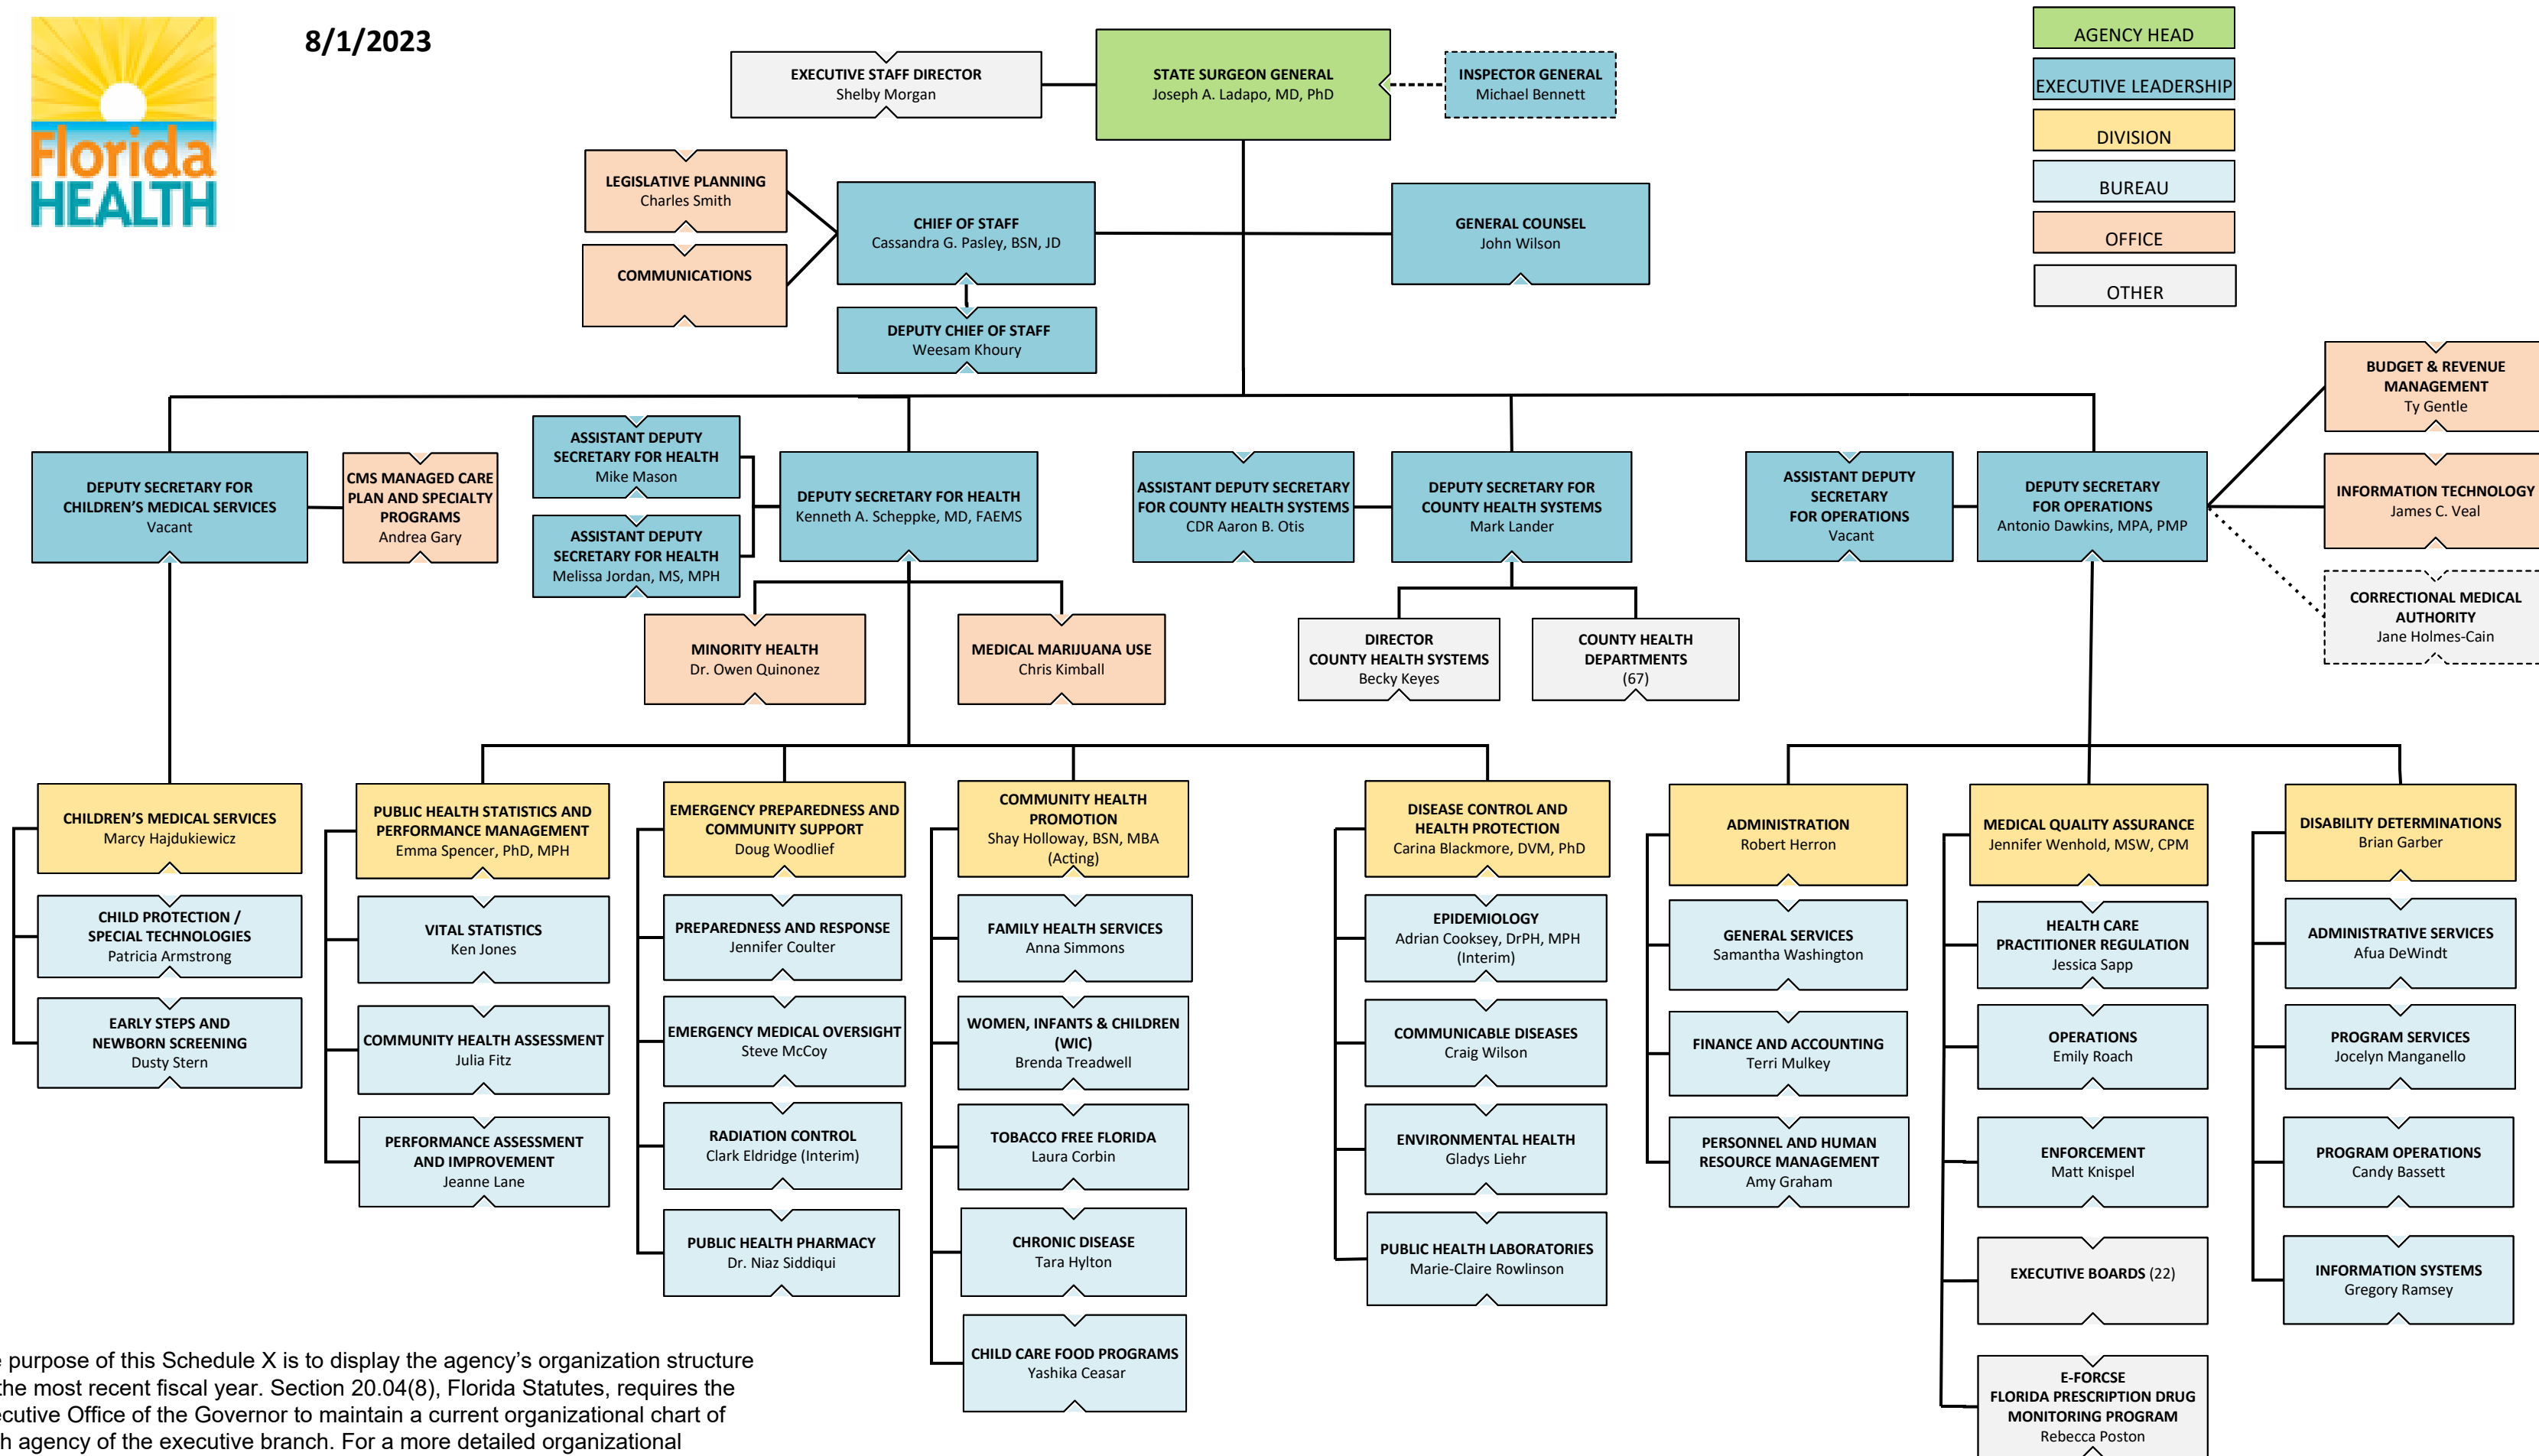 Florida
HEALTH
8/1/2023
EXECUTIVE STAFF DIRECTOR
Shelby Morgan
STATE SURGEON GENERAL
Joseph A. Ladapo, MD, PhD
INSPECTOR GENERAL
Michael Bennett
AGENCY HEAD
EXECUTIVE LEADERSHIP
DIVISION
BUREAU
OFFICE
OTHER
LEGISLATIVE PLANNING
Charles Smith
COMMUNICATIONS
CHIEF OF STAFF
Cassandra G. Pasley, BSN, JD
GENERAL COUNSEL
John Wilson
DEPUTY CHIEF OF STAFF
Weesam Khoury
DEPUTY SECRETARY FOR
CHILDREN'S MEDICAL SERVICES
Vacant
CMS MANAGED CARE
PLAN AND SPECIALTY
PROGRAMS
Andrea Gary
ASSISTANT DEPUTY
SECRETARY FOR HEALTH
Mike Mason
ASSISTANT DEPUTY
SECRETARY FOR HEALTH
Melissa Jordan, MS, MPH
DEPUTY SECRETARY FOR HEALTH
Kenneth A. Scheppke, MD, FAEMS
ASSISTANT DEPUTY SECRETARY
FOR COUNTY HEALTH SYSTEMS
CDR Aaron B. Otis
DEPUTY SECRETARY FOR
COUNTY HEALTH SYSTEMS
Mark Lander
ASSISTANT DEPUTY
SECRETARY
FOR OPERATIONS
Vacant
DEPUTY SECRETARY
FOR OPERATIONS
Antonio Dawkins, MPA, PMP
BUDGET & REVENUE
MANAGEMENT
Ty Gentle
INFORMATION TECHNOLOGY
James C. Veal
CORRECTIONAL MEDICAL
AUTHORITY
Jane Holmes-Cain
MINORITY HEALTH
Dr. Owen Quinonez
MEDICAL MARIJUANA USE
Chris Kimball
DIRECTOR
COUNTY HEALTH SYSTEMS
Becky Keyes
COUNTY HEALTH
DEPARTMENTS
(67)
CHILDREN'S MEDICAL SERVICES
Marcy Hajdukiewicz
CHILD PROTECTION /
SPECIAL TECHNOLOGIES
Patricia Armstrong
EARLY STEPS AND
NEWBORN SCREENING
Dusty Stern
PUBLIC HEALTH STATISTICS AND
PERFORMANCE MANAGEMENT
Emma Spencer, PhD, MPH
VITAL STATISTICS
Ken Jones
COMMUNITY HEALTH ASSESSMENT
Julia Fitz
PERFORMANCE ASSESSMENT
AND IMPROVEMENT
Jeanne Lane
EMERGENCY PREPAREDNESS AND
COMMUNITY SUPPORT
Doug Woodlief
PREPAREDNESS AND RESPONSE
Jennifer Coulter
EMERGENCY MEDICAL OVERSIGHT
Steve McCoy
RADIATION CONTROL
Clark Eldridge (Interim)
PUBLIC HEALTH PHARMACY
Dr. Niaz Siddiqui
COMMUNITY HEALTH
PROMOTION
Shay Holloway, BSN, MBA
(Acting)
FAMILY HEALTH SERVICES
Anna Simmons
WOMEN, INFANTS & CHILDREN
(WIC)
Brenda Treadwell
TOBACCO FREE FLORIDA
Laura Corbin
CHRONIC DISEASE
Tara Hylton
CHILD CARE FOOD PROGRAMS
Yashika Ceasar
DISEASE CONTROL AND
HEALTH PROTECTION
Carina Blackmore, DVM, PhD
EPIDEMIOLOGY
Adrian Cooksey, DrPH, MPH
(Interim)
COMMUNICABLE DISEASES
Craig Wilson
ENVIRONMENTAL HEALTH
Gladys Liehr
PUBLIC HEALTH LABORATORIES
Marie-Claire Rowlinson
ADMINISTRATION
Robert Herron
GENERAL SERVICES
Samantha Washington
FINANCE AND ACCOUNTING
Terri Mulkey
PERSONNEL AND HUMAN
RESOURCE MANAGEMENT
Amy Graham
MEDICAL QUALITY ASSURANCE
Jennifer Wenhold, MSW, CPM
HEALTH CARE
PRACTITIONER REGULATION
Jessica Sapp
OPERATIONS
Emily Roach
ENFORCEMENT
Matt Knispel
EXECUTIVE BOARDS (22)
E-FORCSE
FLORIDA PRESCRIPTION DRUG
MONITORING PROGRAM
Rebecca Poston
DISABILITY DETERMINATIONS
Brian Garber
ADMINISTRATIVE SERVICES
Afua DeWindt
PROGRAM SERVICES
Jocelyn Manganello
PROGRAM OPERATIONS
Candy Bassett
INFORMATION SYSTEMS
Gregory Ramsey
purpose of this Schedule X is to display the agency's organization structure
the most recent fiscal year. Section 20.04(8), Florida Statutes, requires the
Office of the Governor to maintain a current organizational chart of
agency of the executive branch. For a more detailed organizational